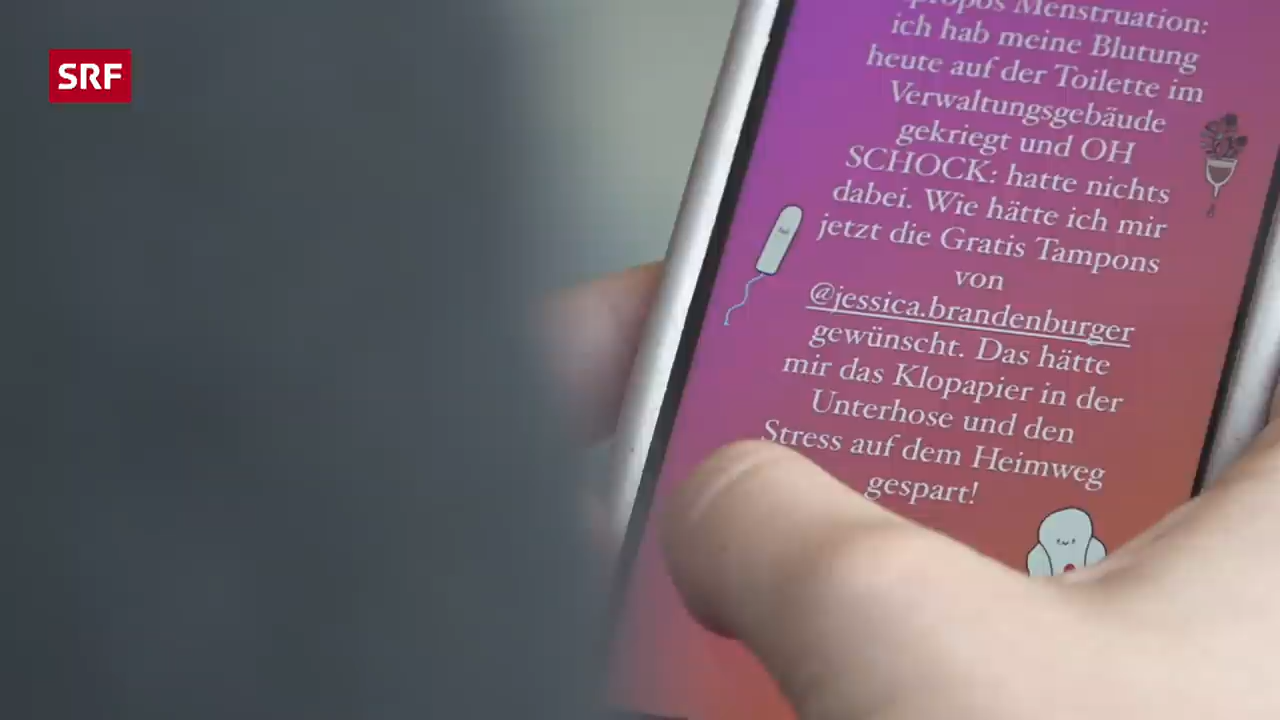 SRF
Menstruation:
ich hab meine Blutung
heute auf der Toilette im
Verwaltungsgebäude
gekriegt und OH
SCHOCK: hatte nichts
dabei. Wie hätte ich mir
jetzt die Gratis Tampons
von
@jessica.brandenburger
gewünscht. Das hätte
mir das Klopapier in der
Unterhose und den
Stress auf dem Heimweg
gespart!